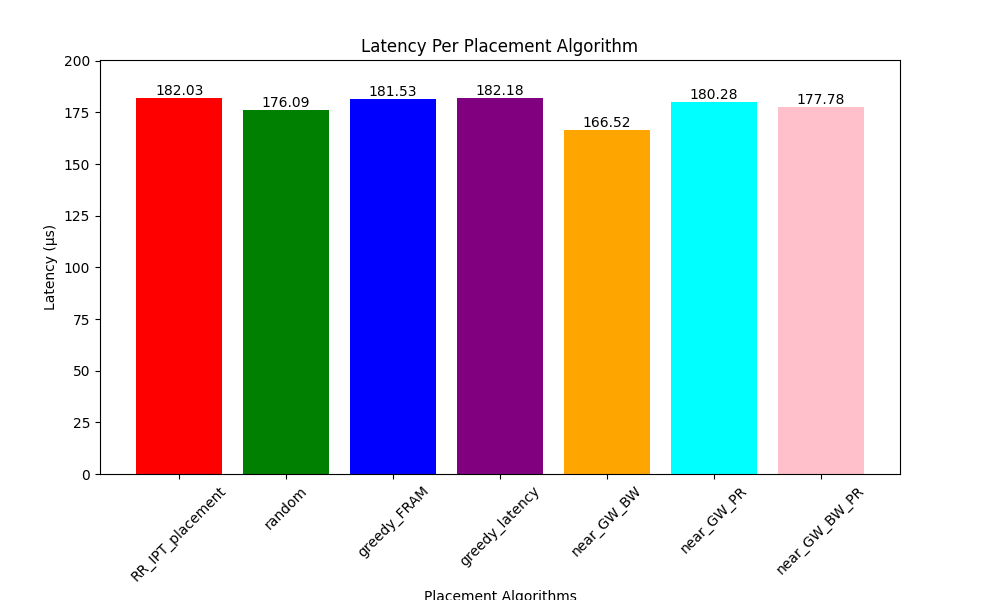 Latency Per Placement Algorithm
Latency (µs)
200
175
150
125
100
75
50
25
0
182.03
176.09
181.53
182.18
166.52
180.28
177.78
RR_IPT_placement
random
greedy_FRAM
greedy_latency
near_GW_BW
near_GW_PR
near_GW_BW_PR
Placement Algorithms